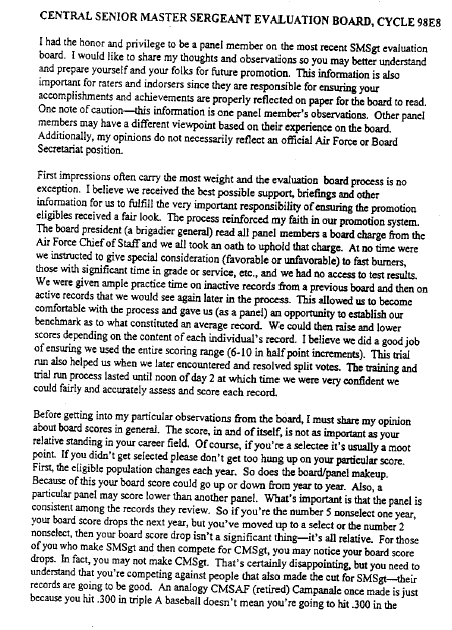 CENTRAL SENIOR MASTER SERGEANT EVALUATION BOARD, CYCLE 98E8
I had the honor and privilege to be a panel member on the most recent SMSgt evaluation
board. I would like to share my thoughts and observations so you may better understand
and prepare yourself and your folks for future promotion. This information is also
important for raters and indorsers since they are responsible for ensuring your
accomplishments and achievements are properly reflected on paper for the board to read.
One note of caution—this information is one panel member's observations. Other panel
members may have a different viewpoint based on their experience on the board.
Additionally, my opinions do not necessarily reflect an official Air Force or Board
Secretariat position.
First impressions often carry the most weight and the evaluation board process is no
exception. I believe we received the best possible support, briefings and other
information for us to fulfill the very important responsibility of ensuring the promotion
eligibles received a fair look. The process reinforced my faith in our promotion system.
The board president (a brigadier general) read all panel members a board charge from the
Air Force Chief of Staff and we all took an oath to uphold that charge. At no time were
we instructed to give special consideration (favorable or unfavorable) to fast burners,
those with significant time in grade or service, etc., and we had no access to test results.
We were given ample practice time on inactive records from a previous board and then on
active records that we would see again later in the process. This allowed us to become
comfortable with the process and gave us (as a panel) an opportunity to establish our
benchmark as to what constituted an average record. We could then raise and lower
scores depending on the content of each individual's record. I believe we did a good job
of ensuring we used the entire scoring range (6-10 in half point increments). This trial
run also helped us when we later encountered and resolved split votes. The training and
trial run process lasted until noon of day 2 at which time we were very confident we
could fairly and accurately assess and score each record.
Before getting into my particular observations from the board, I must share my opinion
about board scores in general. The score, in and of itself, is not as important as your
relative standing in your career field. Of course, if you're a selectee it's usually a moot
point. If you didn't get selected please don't get too hung up on your particular score.
First, the eligible population changes each year. So does the board/panel makeup.
Because of this your board score could go up or down from year to year. Also, a
particular panel may score lower than another panel. What's important is that the panel is
consistent among the records they review. So if you're the number 5 nonselect one year,
your board score drops the next year, but you've moved up to a select or the number 2
nonselect, then your board score drop isn't a significant thing—it's all relative. For those
of you who make SMSgt and then compete for CMSgt, you may notice your board score
drops. In fact, you may not make CMSgt. That's certainly disappointing, but you need to
understand that you're competing against people that also made the cut for SMSgt—their
records are going to be good. An analogy CMSAF (retired) Campanale once made is just
because you hit .300 in triple A baseball doesn't mean you're going to hit .300 in the